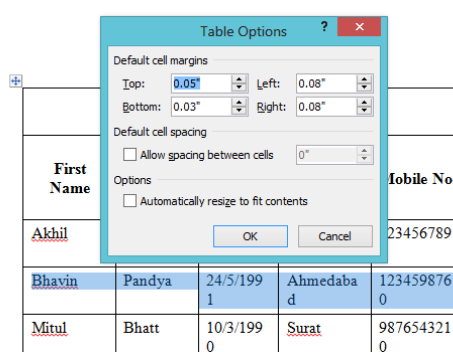 Table Options ? ×
Default cell margins
Top: 0.05" Left: 0.08"
Bottom: 0.03" Right: 0.08"
Default cell spacing
Allow spacing between cells 0"
Options
Automatically resize to fit contents
OK Cancel
First
Name
Mobile No
Akhil 23456789
Bhavin Pandya 24/5/199 Ahmedaba 123459876
1 d 0
Mitul Bhatt 10/3/199 Surat 987654321
0 0